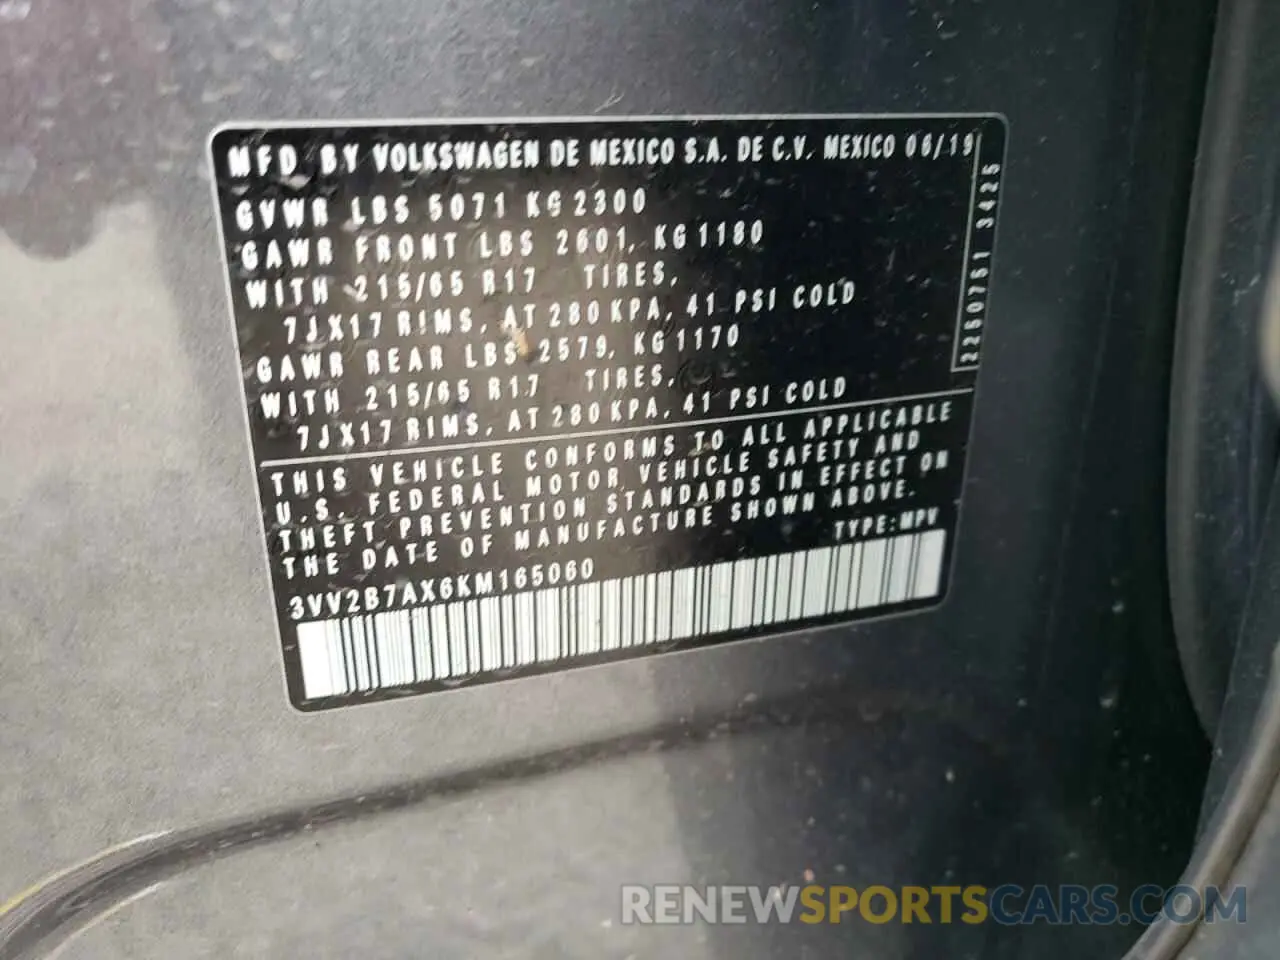 MFD BY VOLKSWAGEN DE MEXICO S.A. DE C.V. MEXICO 06/19
GVWR LBS 5071 KG 2300
GAWR FRONT LBS 2601, KG 1180
WITH 215/65 R17 TIRES,
7JX17 RIMS, AT 280 KPA, 41 PSI COLD
GAWR REAR LBS 2579, KG 1170
WITH 215/65 R17 TIRES,
7JX17 RIMS, AT 280 KPA, 41 PSI COLD
2250751 3425
THIS VEHICLE CONFORMS TO ALL APPLICABLE
U.S. FEDERAL MOTOR VEHICLE SAFETY AND
THEFT PREVENTION STANDARDS IN EFFECT ON
THE DATE OF MANUFACTURE SHOWN ABOVE.
TYPE: MPV
3VV2B7AX6KM165060
RENEWSPORTSCARS.COM